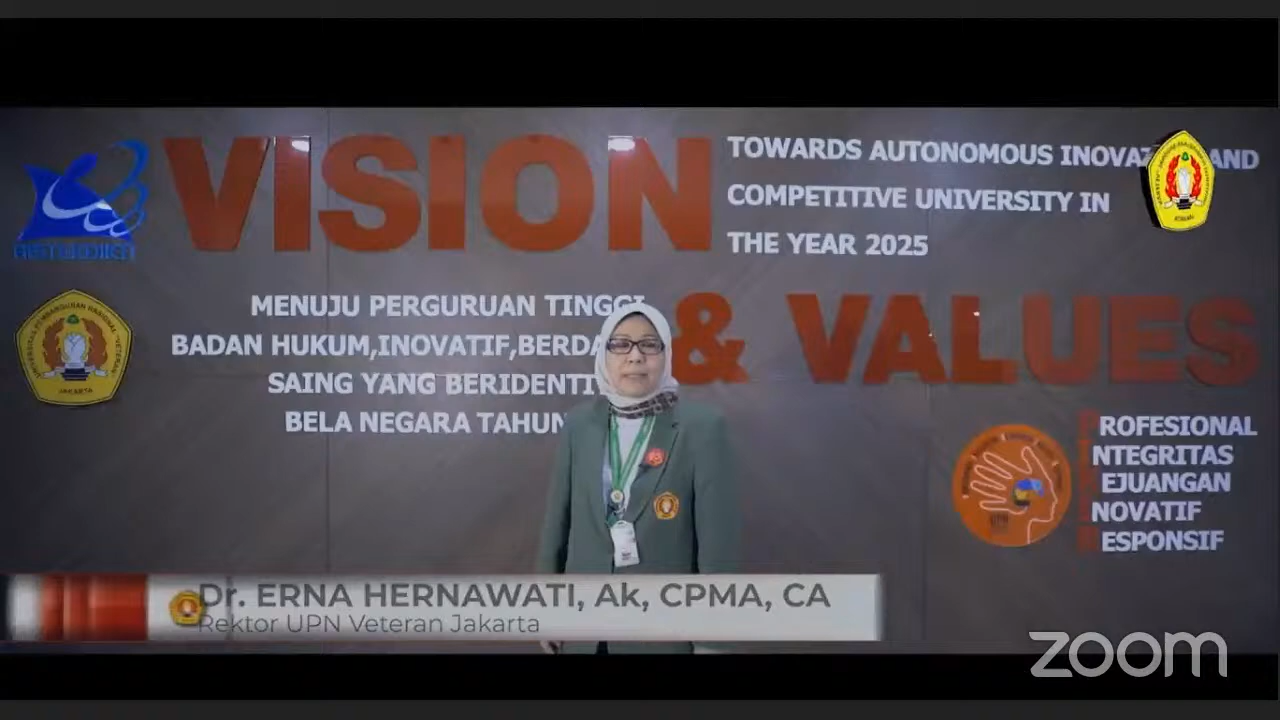 VISION
TOWARDS AUTONOMOUS INOVA AND
COMPETITIVE UNIVERSITY IN
THE YEAR 2025
MENUJU PERGURUAN TINGGI
BADAN HUKUM,INOVATIF,BERDA
SAING YANG BERIDENTI
BELA NEGARA TAHUN
& VALUES
ROFESIONAL
NTEGRITAS
EJUANGAN
NOVATIF
ESPONSIF
JAKARTA
Dr. ERNA HERNAWATI, Ak, CPMA, CA
Rektor UPN Veteran Jakarta
zoom